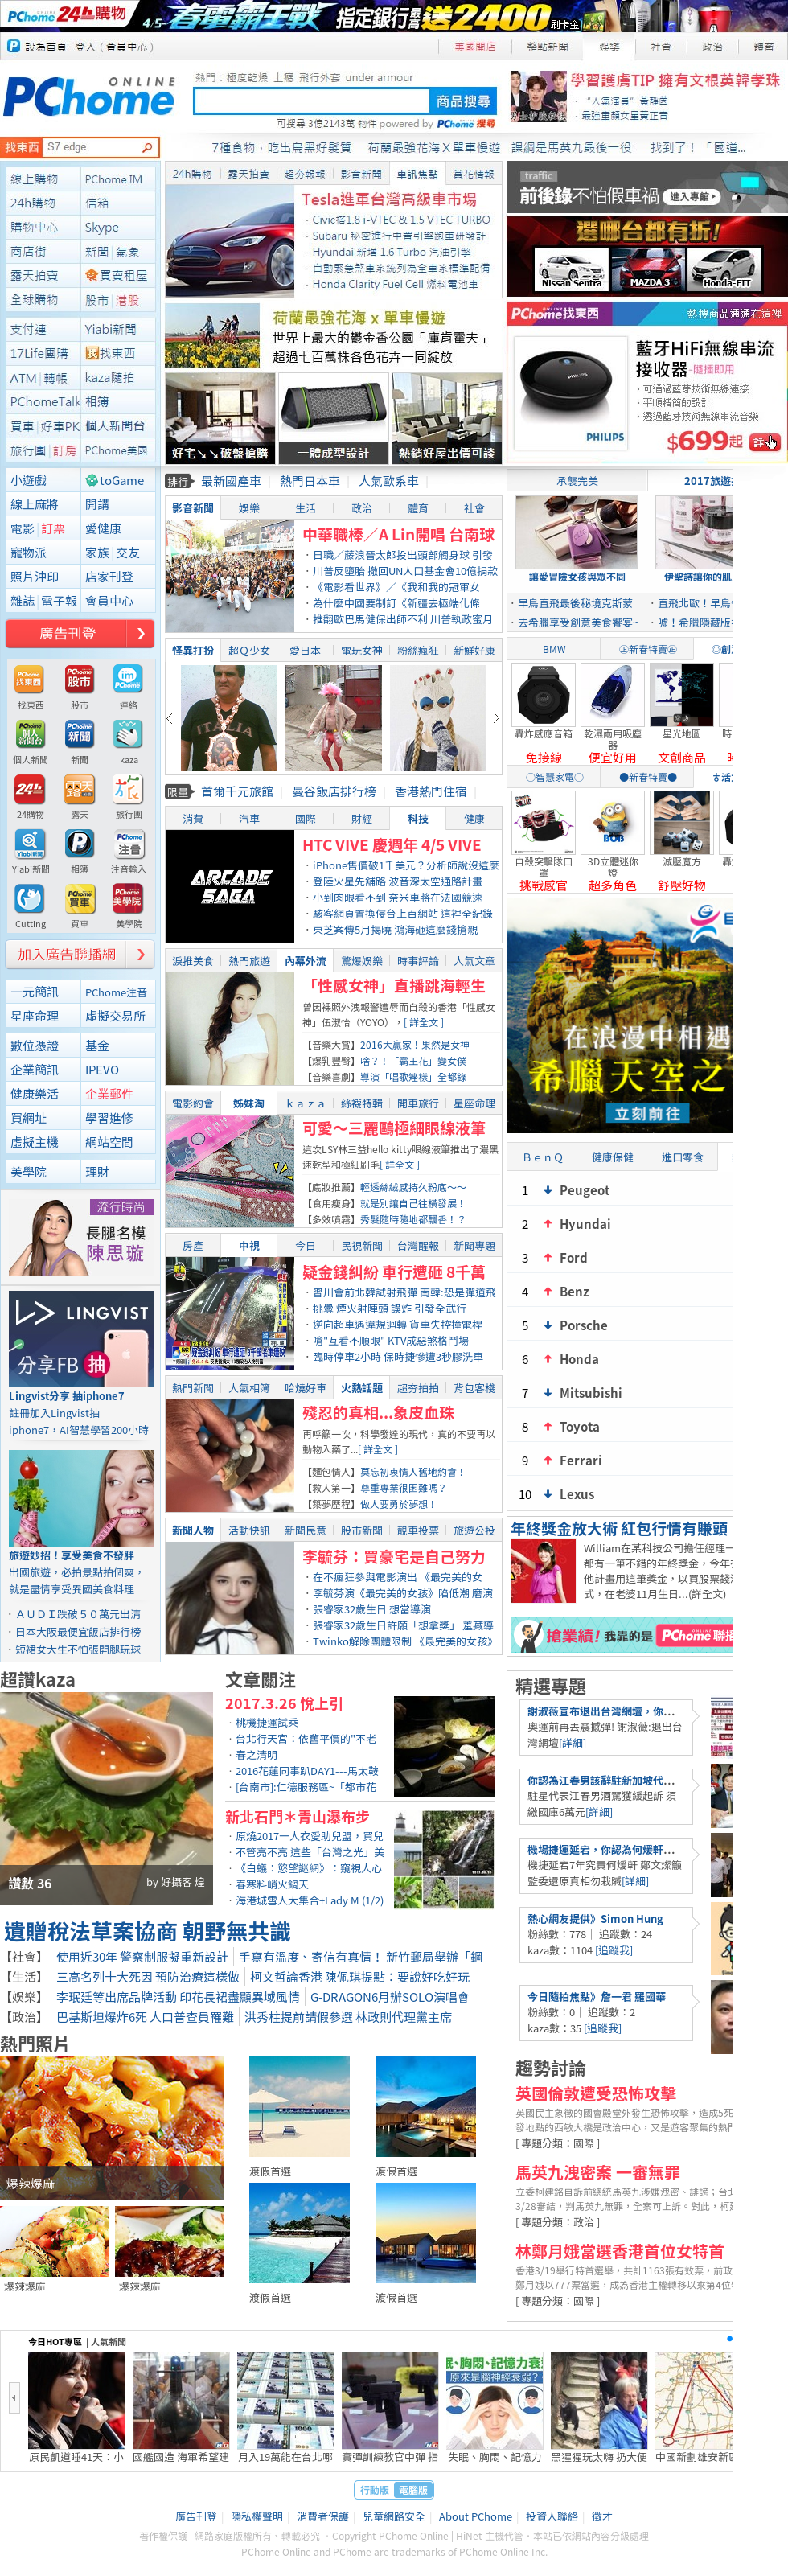 PChome 24h購物
4/5 春電霸王戰 指定銀行最高送2400 刷卡金
設為首頁 登入 ( 會員中心 )
美國開店 整點新聞 娛樂 社會 政治 體育
PChome ONLINE
熱門：極度乾燥 上癮 飛行外套 under armour
商品搜尋
可搜尋 3億2143萬 物件 powered by PChome 搜尋
學習護膚TIP 擁有文根英韓孝珠
．“人氣演員”黃靜茵
．最強童顏女星黃正音
找東西 S7 edge
7種食物，吃出烏黑好髮質
荷蘭最強花海Ｘ單車慢遊
課綱是馬英九最後一役
找到了！「國道...
線上購物 PChome IM
24h購物 信箱
購物中心 Skype
商店街 新聞 氣象
露天拍賣 買賣租屋
全球購物 股市 港股
支付連 Yiabi新聞
17Life團購 找東西
ATM 轉帳 kaza隨拍
PChomeTalk 相簿
買車 好車PK 個人新聞台
旅行團 訂房 PChome美國
小遊戲 toGame
線上麻將 開講
電影 訂票 愛健康
寵物派 家族 交友
照片沖印 店家刊登
雜誌 電子報 會員中心
廣告刊登
找東西 股市 連絡
個人新聞 新聞 kaza
24購物 露天 旅行團
Yiabi新聞 相簿 注音輸入
Cutting 買車 美學院
加入廣告聯播網
一元簡訊 PChome注音
星座命理 虛擬交易所
數位憑證 基金
企業簡訊 IPEVO
健康樂活 企業郵件
買網址 學習進修
虛擬主機 網站空間
美學院 理財
流行時尚
長腿名模
陳思璇
LINGVIST
分享FB 抽
Lingvist分享 抽iphone7
註冊加入Lingvist抽
iphone7，AI智慧學習200小時
旅遊妙招！享受美食不發胖
出國旅遊，必拍景點拍個爽，
就是盡情享受異國美食料理
．ＡＵＤＩ跌破５０萬元出清
．日本大阪最便宜飯店排行榜
．短裙女大生不怕張開腿玩球
24h購物 露天拍賣 超夯報報 影音新聞 車訊焦點 賞花情報
Tesla進軍台灣高級車市場
．Civic搭1.8 i-VTEC & 1.5 VTEC TURBO
．Subaru 秘密進行中置引擎跑車研發計
．Hyundai 新增 1.6 Turbo 汽油引擎
．自動緊急煞車系統列為全車系標準配備
．Honda Clarity Fuel Cell 燃料電池車
荷蘭最強花海 x 單車慢遊
世界上最大的鬱金香公園「庫肯霍夫」
超過七百萬株各色花卉一同綻放
好宅↘↘破盤搶購
一體成型設計
熱銷好屋出價可談
排行 最新國產車 熱門日本車 人氣歐系車
影音新聞 娛樂 生活 政治 體育 社會
中華職棒／A Lin開唱 台南球
．日職／藤浪晉太郎投出頭部觸身球 引發
．川普反墮胎 撤回UN人口基金會10億捐款
．《電影看世界》／《我和我的冠軍女
．為什麼中國要制訂《新疆去極端化條
．推翻歐巴馬健保出師不利 川普執政蜜月
怪異打扮 超Ｑ少女 愛日本 電玩女神 粉絲瘋狂 新鮮好康
限量 首爾千元旅館 曼谷飯店排行榜 香港熱門住宿
消費 汽車 國際 財經 科技 健康
ARCADE SAGA
HTC VIVE 慶週年 4/5 VIVE
．iPhone售價破1千美元？分析師說沒這麼
．登陸火星先舖路 波音深太空通路計畫
．小到肉眼看不到 奈米車將在法國競速
．駭客網頁置換侵台上百網站 這裡全紀錄
．東芝案傳5月揭曉 鴻海砸這麼錢搶親
淚推美食 熱門旅遊 內幕外流 驚爆娛樂 時事評論 人氣文章
「性感女神」直播跳海輕生
曾因裸照外洩報警遭辱而自殺的香港「性感女
神」伍淑怡（YOYO），[ 詳全文 ]
【音樂大賞】2016大贏家！果然是女神
【爆乳豐臀】啥？！「霸王花」變女僕
【音樂喜劇】導演「唱歌矬樣」全都錄
電影約會 姊妹淘 ｋａｚａ 絲襪特輯 開車旅行 星座命理
可愛～三麗鷗極細眼線液筆
這次LSY林三益hello kitty眼線液筆推出了濃黑
速乾型和極細刷毛[ 詳全文 ]
【底妝推薦】輕透絲絨感持久粉底～～
【食用瘦身】就是別讓自己往橫發展！
【多效噴霧】秀髮隨時隨地都飄香！？
房產 中視 今日 民視新聞 台灣醒報 新聞專題
疑金錢糾紛 車行遭砸 8千萬
．習川會前北韓試射飛彈 南韓:恐是彈道飛
．挑釁 煙火射陣頭 誤炸 引發全武行
．逆向超車遇違規迴轉 貨車失控撞電桿
．嗆"互看不順眼" KTV成惡煞格鬥場
．臨時停車2小時 保時捷慘遭3秒膠洗車
熱門新聞 人氣相簿 哈燒好車 火熱話題 超夯拍拍 背包客棧
殘忍的真相...象皮血珠
再呼籲一次，科學發達的現代，真的不要再以
動物入藥了...[ 詳全文 ]
【麵包情人】莫忘初衷情人舊地約會！
【救人第一】尊重專業很困難嗎？
【築夢歷程】做人要勇於夢想！
新聞人物 活動快訊 新聞民意 股市新聞 靚車投票 旅遊公投
李毓芬：買豪宅是自己努力
．在不瘋狂參與電影演出 《最完美的女
．李毓芬演《最完美的女孩》陷低潮 磨演
．張睿家32歲生日 想當導演
．張睿家32歲生日許願「想拿獎」 羞藏導
．Twinko解除團體限制 《最完美的女孩》
traffic
前後錄不怕假車禍 進入專館
選哪台都有折!
Nissan Sentra MAZDA 3 Honda-FIT
PChome找東西 熱搜商品通通在這裡
藍牙HiFi無線串流
接收器-隨插即用
．可通過藍芽技術無線連接
．平順精簡的設計
．透過藍芽技術無線串流音樂
PHILIPS
$699起
承襲完美 2017旅遊
讓愛冒險女孩與眾不同
伊聖詩讓你的肌
．早鳥直飛最後秘境克斯蒙
．去希臘享受創意美食饗宴~
．直飛北歐！早鳥
．噓！希臘隱藏版
BMW ㊣新春特賣㊣ ◎創
轟炸感應音箱
免接線
乾濕兩用吸塵器
便宜好用
星光地圖
文創商品
〇智慧家電〇 ●新春特賣●
自殺突擊隊口罩
挑戰感官
3D立體迷你燈
超多角色
減壓魔方
舒壓好物
在浪漫中相遇
希臘天空之
立刻前往
ＢｅｎＱ 健康保健 進口零食
1 Peugeot
2 Hyundai
3 Ford
4 Benz
5 Porsche
6 Honda
7 Mitsubishi
8 Toyota
9 Ferrari
10 Lexus
年終獎金放大術 紅包行情有賺頭
William在某科技公司擔任經理一
都有一筆不錯的年終獎金，今年
他計畫用這筆獎金，以買股票錢
式，在老婆11月生日...(詳全文)
搶業績! 我靠的是 PChome聯播
超讚kaza
讚數 36 by 好攝客 煌
文章關注
2017.3.26 悅上引
．桃機捷運試乘
．台北行天宮：依舊平價的"不老
．春之清明
．2016花蓮同事趴DAY1---馬太鞍
．[台南市]:仁德服務區~「都市花
新北石門＊青山瀑布步
．原燒2017一人衣愛助兒盟，買兒
．不管亮不亮 這些「台灣之光」美
．《白蟻：慾望謎網》：窺視人心
．春寒料峭火鍋天
．海港城雪人大集合+Lady M (1/2)
遺贈稅法草案協商 朝野無共識
【社會】 使用近30年 警察制服擬重新設計 手寫有溫度、寄信有真情！ 新竹郵局舉辦「鋼
【生活】 三高名列十大死因 預防治療這樣做 柯文哲論香港 陳佩琪提點：要說好吃好玩
【娛樂】 李珉廷等出席品牌活動 印花長裙盡顯異域風情 G-DRAGON6月辦SOLO演唱會
【政治】 巴基斯坦爆炸6死 人口普查員罹難 洪秀柱提前請假參選 林政則代理黨主席
熱門照片
爆辣爆麻
爆辣爆麻 爆辣爆麻
渡假首選 渡假首選
渡假首選 渡假首選
精選專題
謝淑薇宣布退出台灣網壇，你...
奧運前再丟震撼彈! 謝淑薇:退出台
灣網壇[詳細]
你認為江春男該辭駐新加坡代...
駐星代表江春男酒駕獲緩起訴 須
繳國庫6萬元[詳細]
機場捷運延宕，你認為何煖軒...
機捷延宕7年究責何煖軒 鄭文燦籲
監委還原真相勿栽贓[詳細]
熱心網友提供》Simon Hung
粉絲數：778｜ 追蹤數：24
kaza數：1104 [追蹤我]
今日隨拍焦點》詹一君 羅國華
粉絲數：0｜ 追蹤數：2
kaza數：35 [追蹤我]
趨勢討論
英國倫敦遭受恐怖攻擊
英國民主象徵的國會殿堂外發生恐怖攻擊，造成5死
發地點的西敏大橋是政治中心，又是遊客聚集的熱
[ 專題分類：國際 ]
馬英九洩密案 一審無罪
立委柯建銘自訴前總統馬英九涉嫌洩密、誹謗；台
3/28審結，判馬英九無罪，全案可上訴。對此，柯
[ 專題分類：政治 ]
林鄭月娥當選香港首位女特首
香港3/19舉行特首選舉，共計1163張有效票，前政
鄭月娥以777票當選，成為香港主權轉移以來第4位
[ 專題分類：國際 ]
今日HOT專區 | 人氣新聞
原民凱道睡41天：小
國艦國造 海軍希望建
月入19萬能在台北哪
實彈訓練教官中彈 指
失眠、胸悶、記憶力
黑猩猩玩太嗨 扔大便
中國新劃雄安新區
行動版 電腦版
廣告刊登 隱私權聲明 消費者保護 兒童網路安全 About PChome 投資人聯絡 徵才
著作權保護│網路家庭版權所有、轉載必究 ‧Copyright PChome Online│HiNet 主機代管‧本站已依網站內容分級處理
PChome Online and PChome are trademarks of PChome Online Inc.